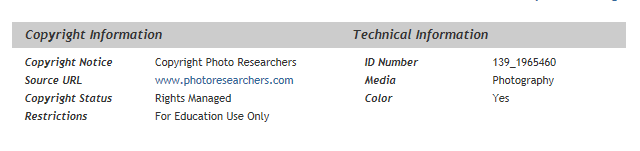 Copyright Information Technical Information
Copyright Notice Copyright Photo Researchers ID Number 139_1965460
Source URL www.photoresearchers.com Media Photography
Copyright Status Rights Managed Color Yes
Restrictions For Education Use Only